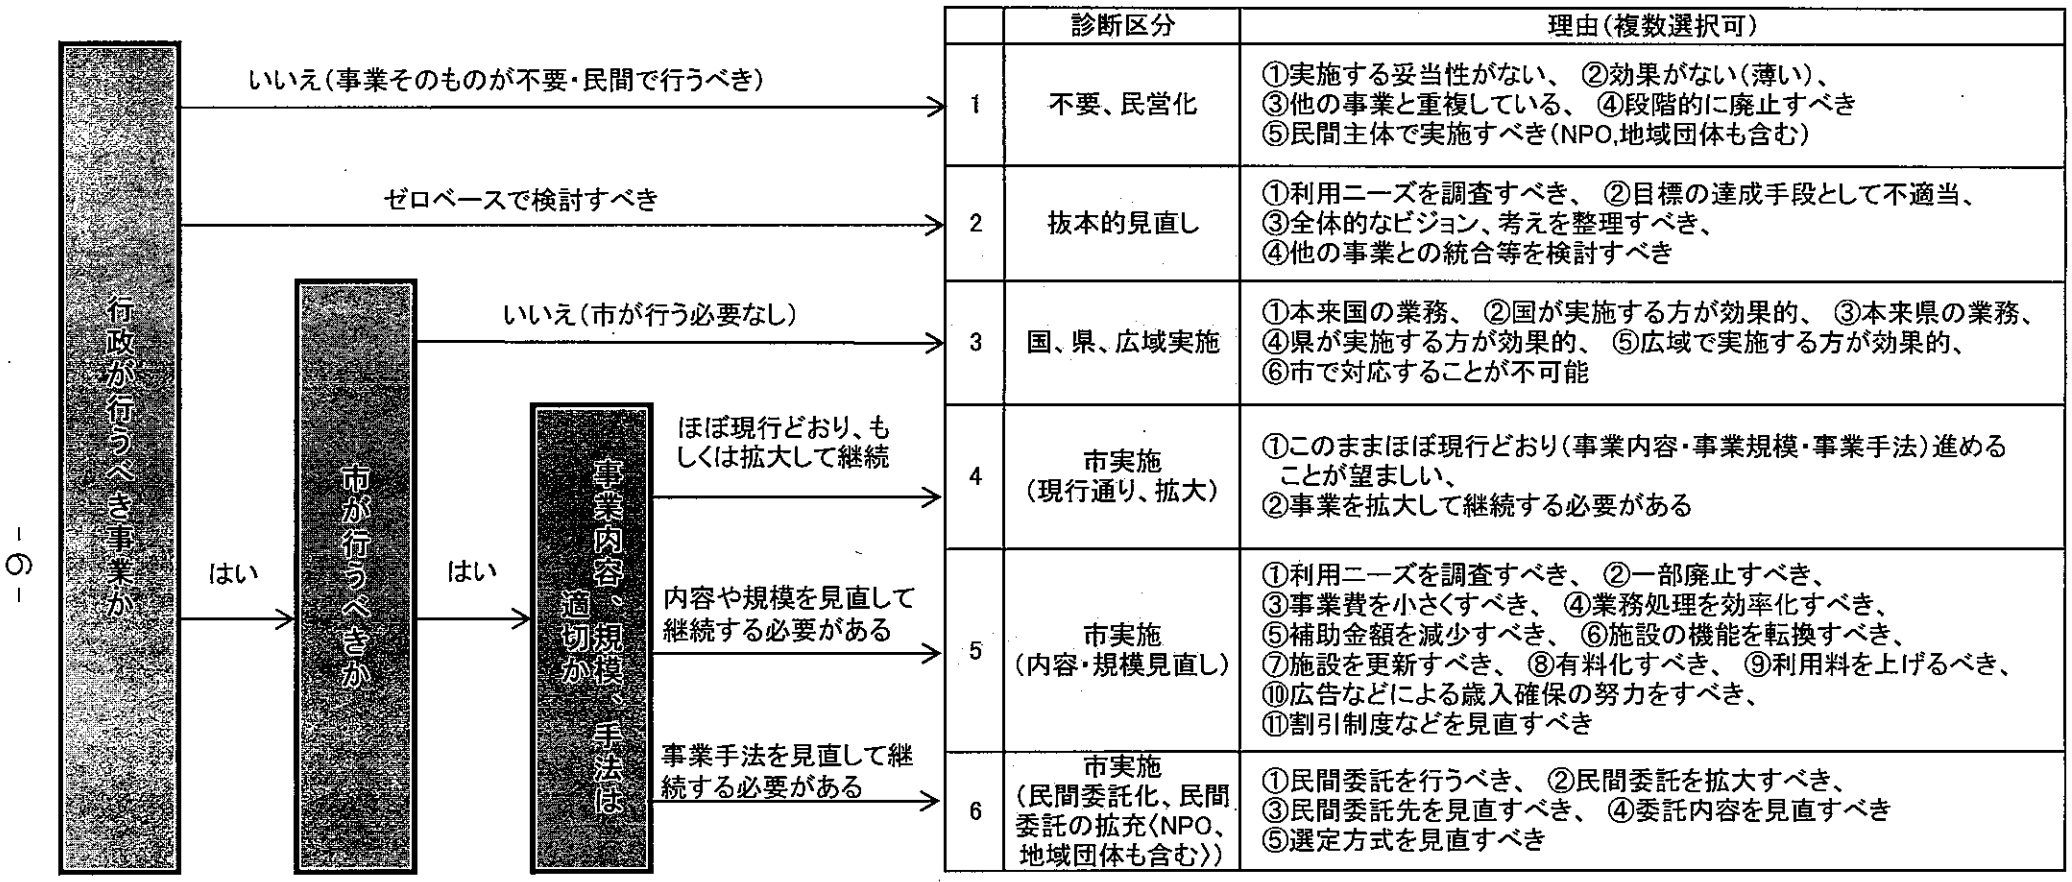 診断区分
理由(複数選択可)
行政が行うべき事業か
いいえ(事業そのものが不要・民間で行うべき)
1
不要、民営化
①実施する妥当性がない、 ②効果がない(薄い)、
③他の事業と重複している、 ④段階的に廃止すべき
⑤民間主体で実施すべき(NPO,地域団体も含む)
ゼロベースで検討すべき
2
抜本的見直し
①利用ニーズを調査すべき、 ②目標の達成手段として不適当、
③全体的なビジョン、考えを整理すべき、
④他の事業との統合等を検討すべき
はい
市が行うべきか
いいえ(市が行う必要なし)
3
国、県、広域実施
①本来国の業務、 ②国が実施する方が効果的、 ③本来県の業務、
④県が実施する方が効果的、 ⑤広域で実施する方が効果的、
⑥市で対応することが不可能
はい
事業内容、規模、手法は
適切か
ほぼ現行どおり、も
しくは拡大して継続
4
市実施
(現行通り、拡大)
①このままほぼ現行どおり(事業内容・事業規模・事業手法)進める
ことが望ましい、
②事業を拡大して継続する必要がある
内容や規模を見直して
継続する必要がある
5
市実施
(内容・規模見直し)
①利用ニーズを調査すべき、 ②一部廃止すべき、
③事業費を小さくすべき、 ④業務処理を効率化すべき、
⑤補助金額を減少すべき、 ⑥施設の機能を転換すべき、
⑦施設を更新すべき、 ⑧有料化すべき、 ⑨利用料を上げるべき、
⑩広告などによる歳入確保の努力をすべき、
⑪割引制度などを見直すべき
事業手法を見直して継
続する必要がある
6
市実施
(民間委託化、民間
委託の拡充〈NPO、
地域団体も含む〉)
①民間委託を行うべき、 ②民間委託を拡大すべき、
③民間委託先を見直すべき、 ④委託内容を見直すべき
⑤選定方式を見直すべき
-6-